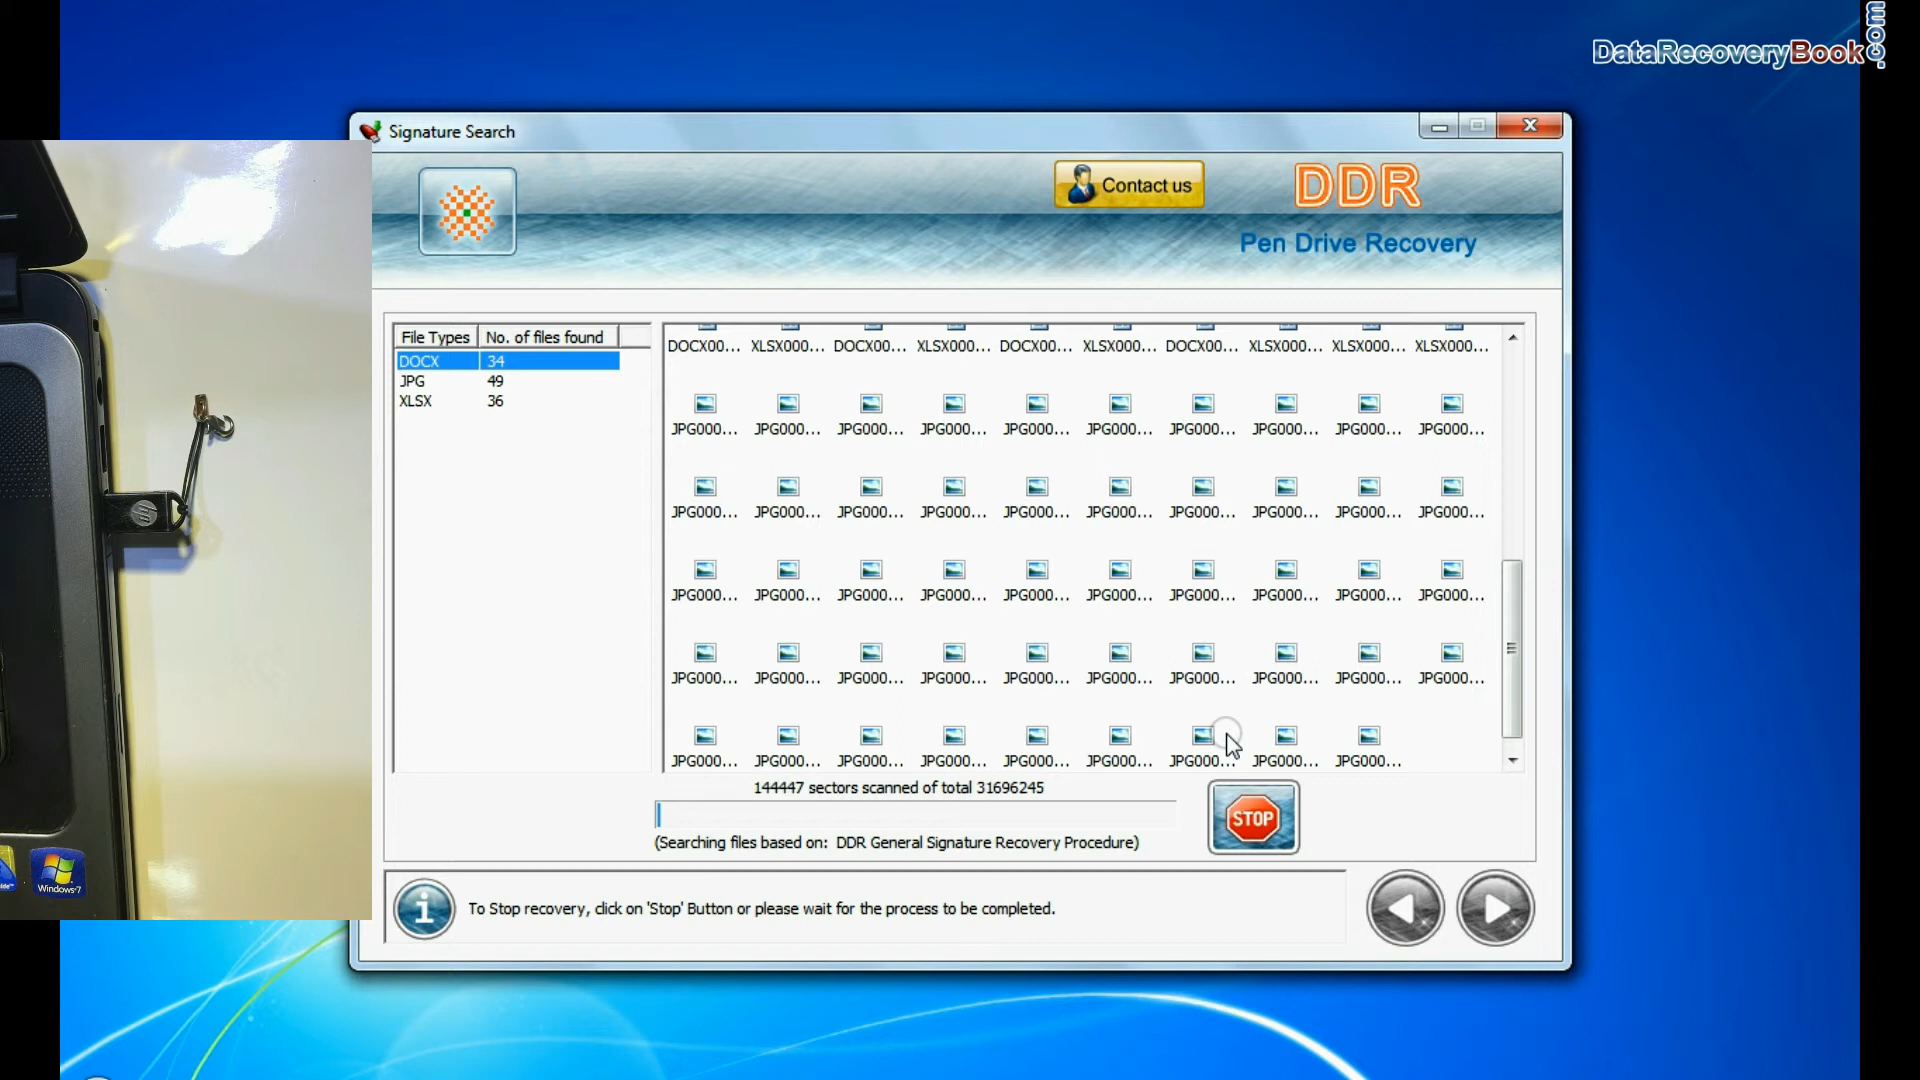 DataRecoveryBook.com
Signature Search
Contact us
DDR
Pen Drive Recovery
File Types No. of files found
DOCX 34
JPG 49
XLSX 36
DOCX00... XLSX000... DOCX00... XLSX000... DOCX00... XLSX000... DOCX00... XLSX000... XLSX000... XLSX000...
JPG000... JPG000... JPG000... JPG000... JPG000... JPG000... JPG000... JPG000... JPG000... JPG000...
JPG000... JPG000... JPG000... JPG000... JPG000... JPG000... JPG000... JPG000... JPG000... JPG000...
JPG000... JPG000... JPG000... JPG000... JPG000... JPG000... JPG000... JPG000... JPG000... JPG000...
JPG000... JPG000... JPG000... JPG000... JPG000... JPG000... JPG000... JPG000... JPG000... JPG000...
JPG000... JPG000... JPG000... JPG000... JPG000... JPG000... JPG000... JPG000... JPG000...
144447 sectors scanned of total 31696245
STOP
(Searching files based on: DDR General Signature Recovery Procedure)
To Stop recovery, click on 'Stop' Button or please wait for the process to be completed.
hp
Windows 7